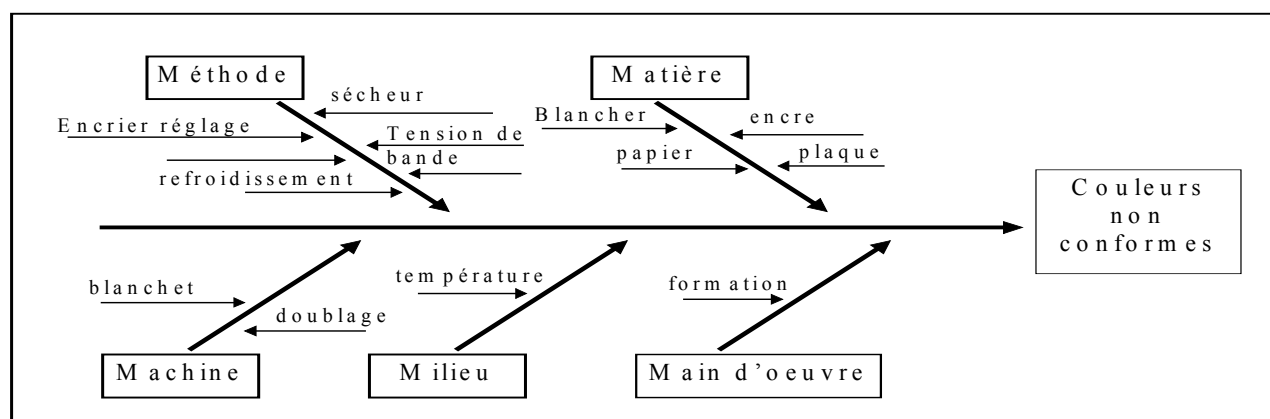 Méthode
Matière
sécheur
Blancher
encre
Encrier réglage
Tension de
bande
papier
plaque
refroidissement
Couleurs
non
conformes
température
formation
blanchet
doublage
Machine
Milieu
Main d'oeuvre